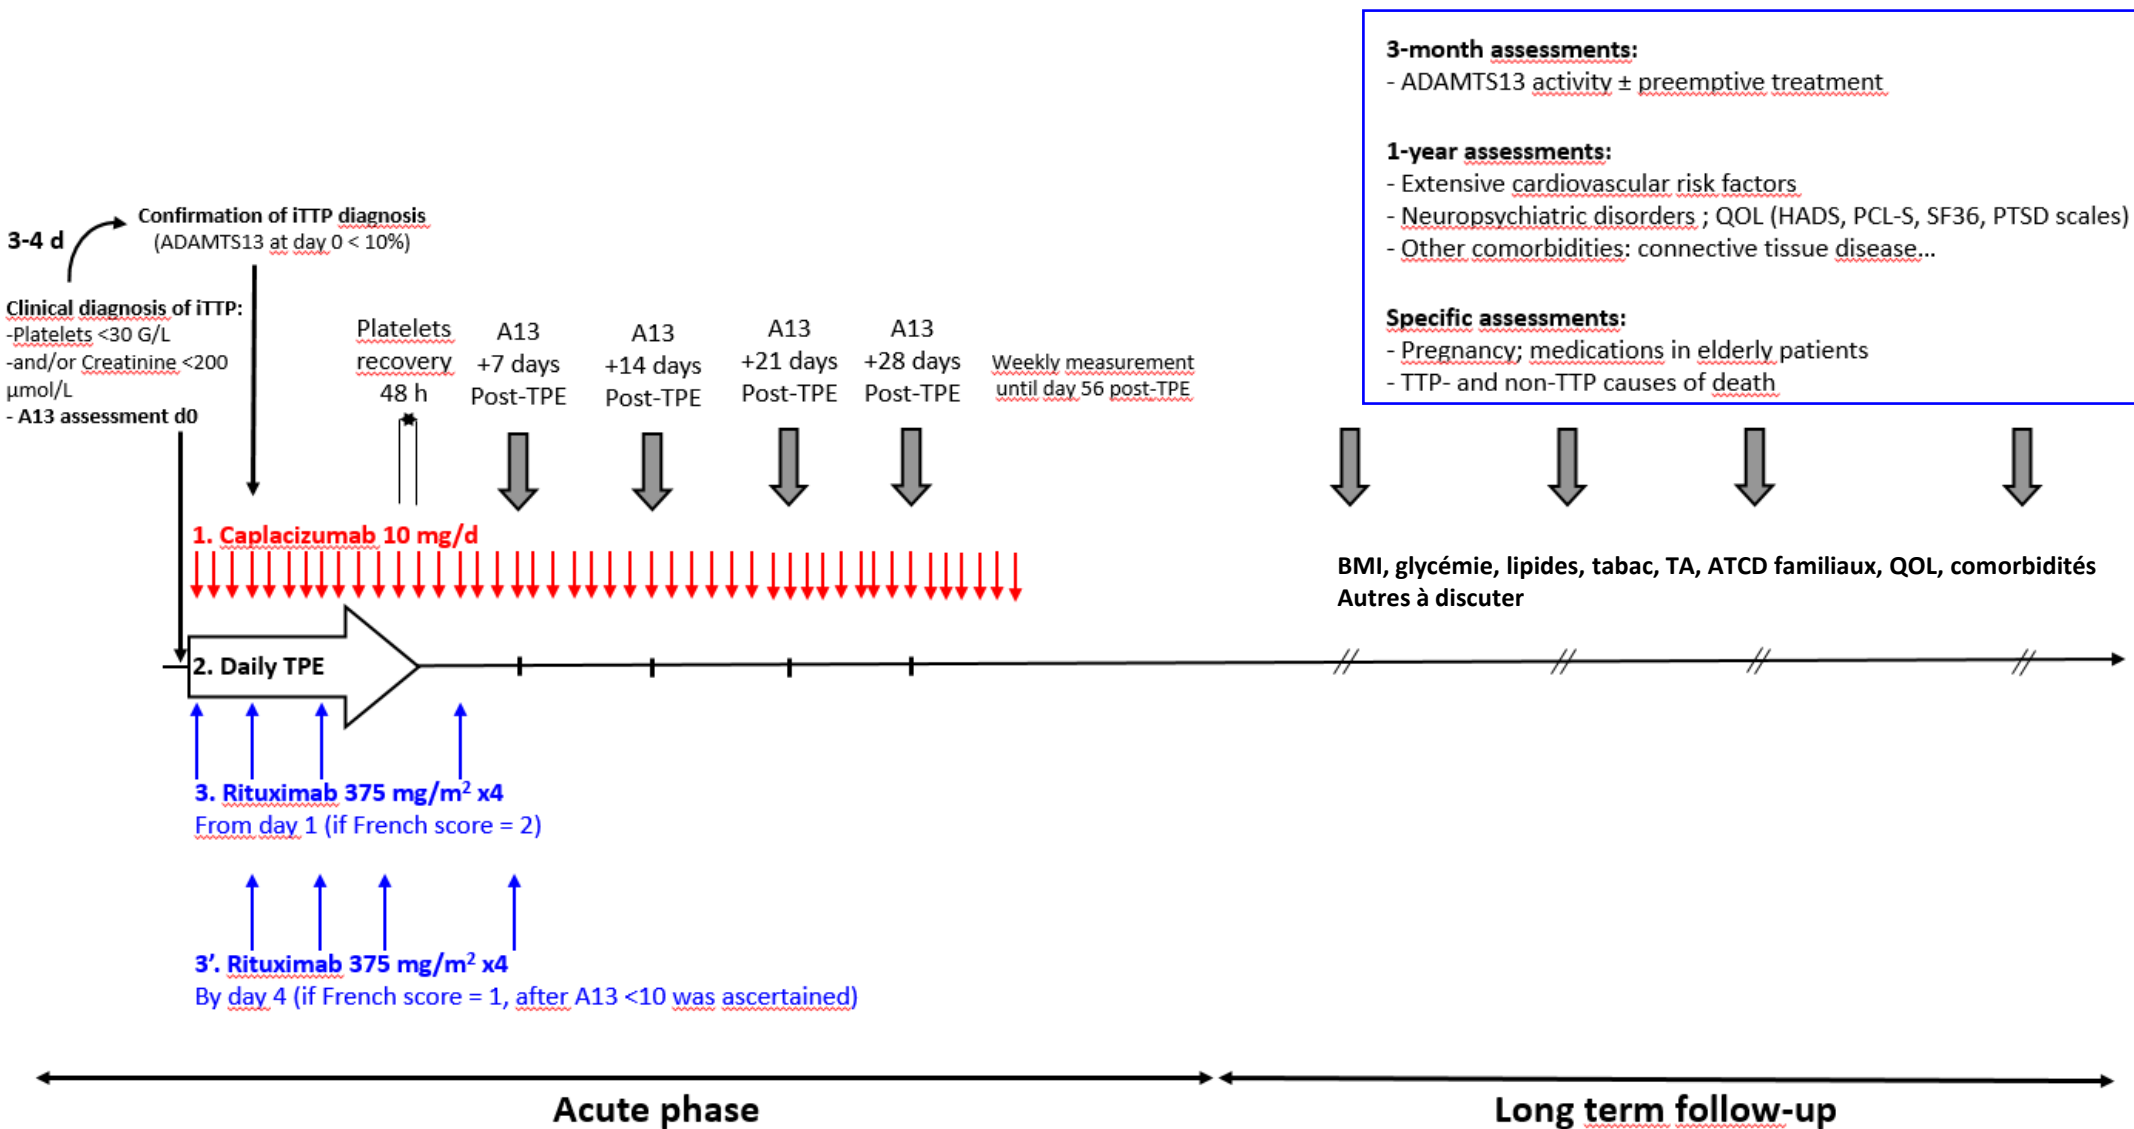 3-month assessments:
- ADAMTS13 activity ± preemptive treatment
1-year assessments:
- Extensive cardiovascular risk factors
- Neuropsychiatric disorders ; QOL (HADS, PCL-S, SF36, PTSD scales)
- Other comorbidities: connective tissue disease...
Specific assessments:
- Pregnancy; medications in elderly patients
- TTP- and non-TTP causes of death
3-4 d
Confirmation of iTTP diagnosis
(ADAMTS13 at day 0 < 10%)
Clinical diagnosis of iTTP:
-Platelets <30 G/L
-and/or Creatinine <200
µmol/L
- A13 assessment d0
Platelets
recovery
48 h
A13
+7 days
Post-TPE
A13
+14 days
Post-TPE
A13
+21 days
Post-TPE
A13
+28 days
Post-TPE
Weekly measurement
until day 56 post-TPE
1. Caplacizumab 10 mg/d
BMI, glycémie, lipides, tabac, TA, ATCD familiaux, QOL, comorbidités
Autres à discuter
2. Daily TPE
3. Rituximab 375 mg/m² x4
From day 1 (if French score = 2)
3’. Rituximab 375 mg/m² x4
By day 4 (if French score = 1, after A13 <10 was ascertained)
Acute phase
Long term follow-up